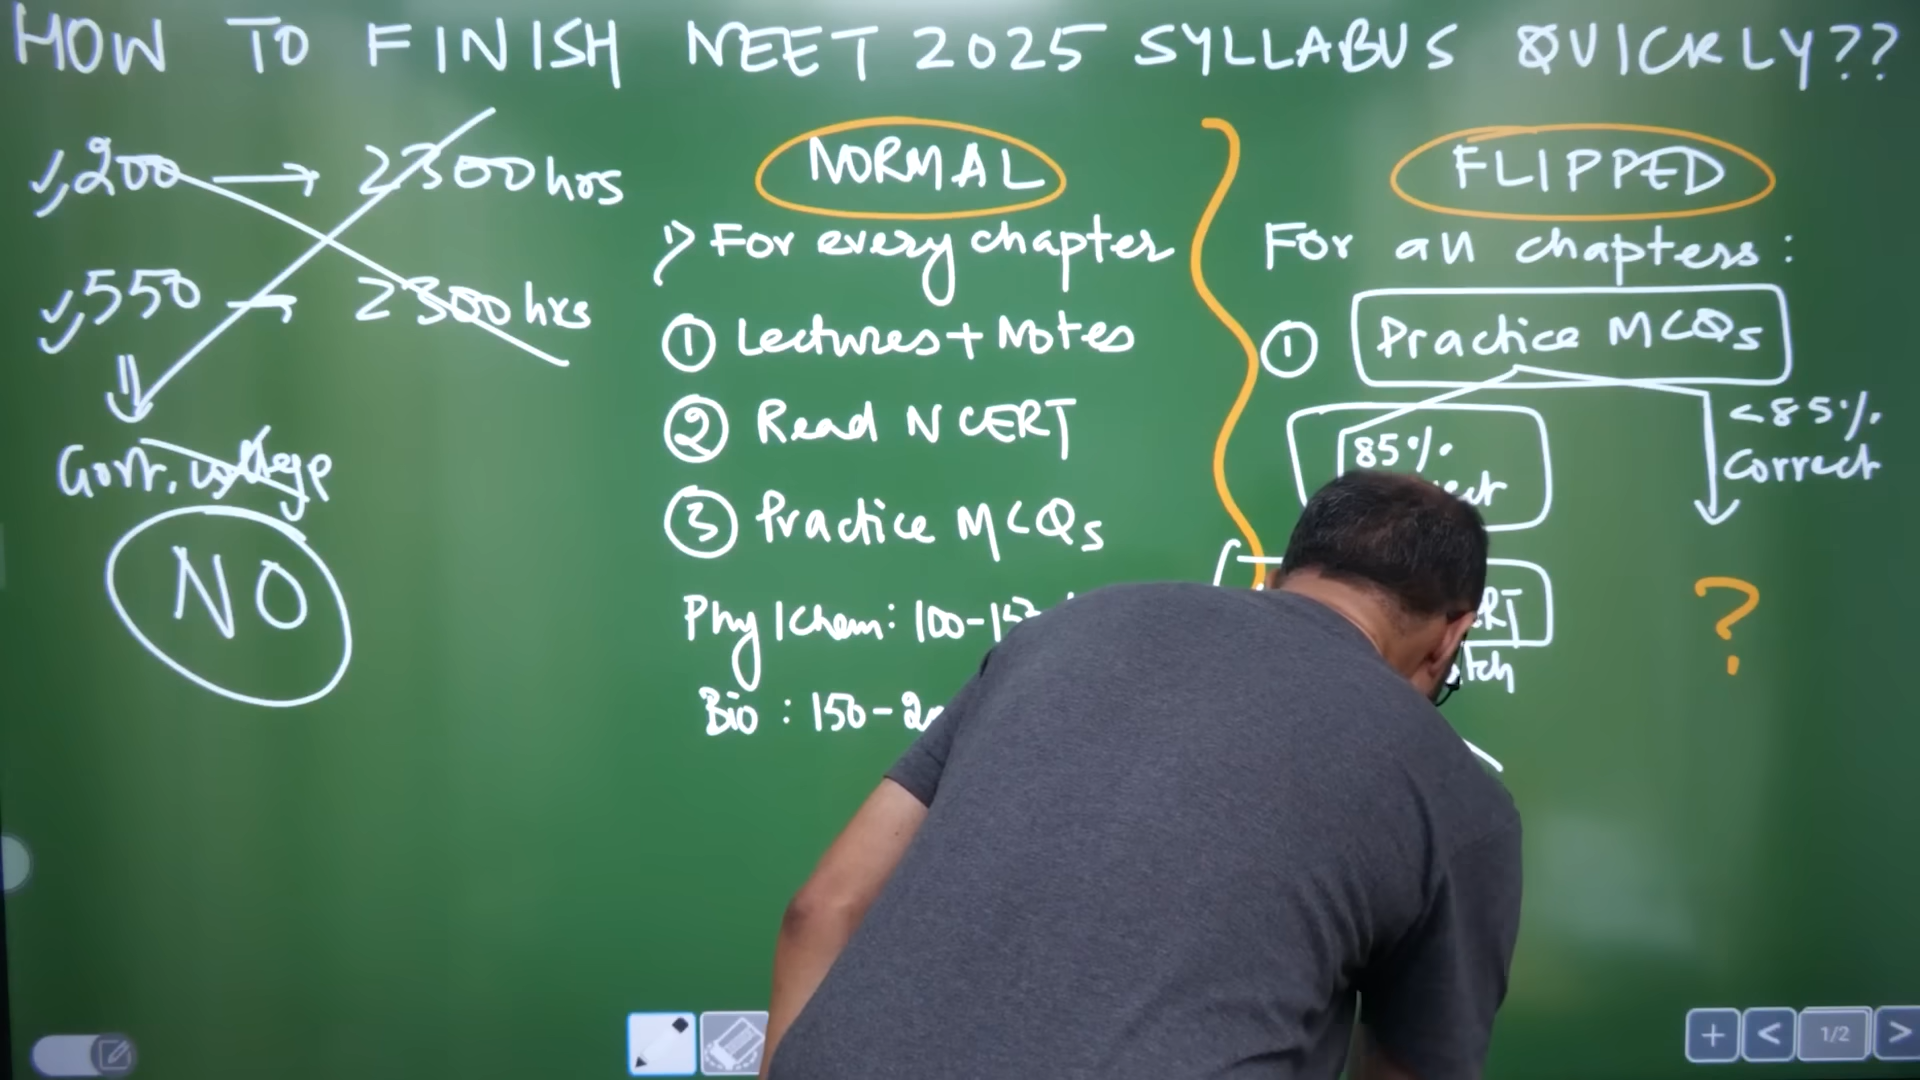 HOW TO FINISH NEET 2025 SYLLABUS QUICKLY??
200 → 2300 hrs
550 → 2300 hrs
Govt. college
NO
NORMAL
1> For every chapter
① Lectures + Notes
② Read NCERT
③ Practice MCQs
Phy/Chem: 100-15
Bio : 150-2
FLIPPED
For all chapters :
① Practice MCQs
85%
<85%
correct
?
1/2